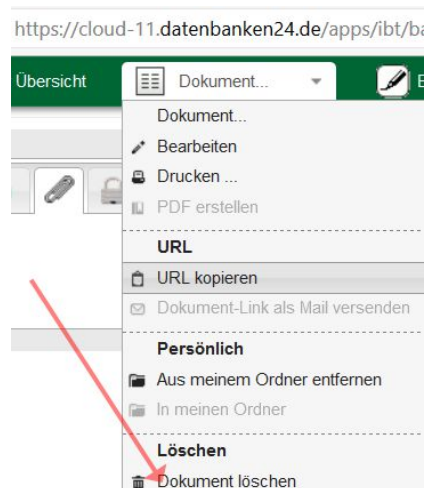 https://cloud-11.datenbanken24.de/apps/ibt/ba
Übersicht Dokument... E
Dokument...
Bearbeiten
Drucken ...
PDF erstellen
URL
URL kopieren
Dokument-Link als Mail versenden
Persönlich
Aus meinem Ordner entfernen
In meinen Ordner
Löschen
Dokument löschen